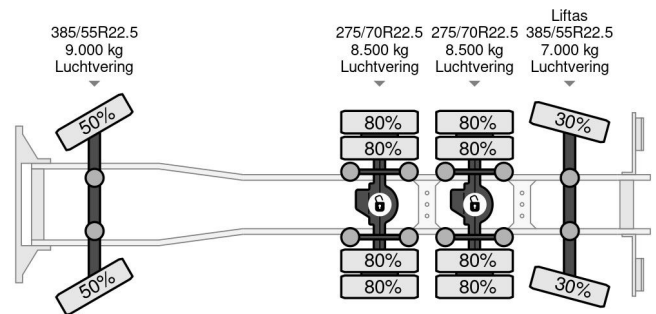 385/55R22.5
9.000 kg
Luchtvering
275/70R22.5
8.500 kg
Luchtvering
275/70R22.5
8.500 kg
Luchtvering
Liftas
385/55R22.5
7.000 kg
Luchtvering
50%
80%
80%
30%
80%
80%
80%
80%
50%
80%
80%
30%